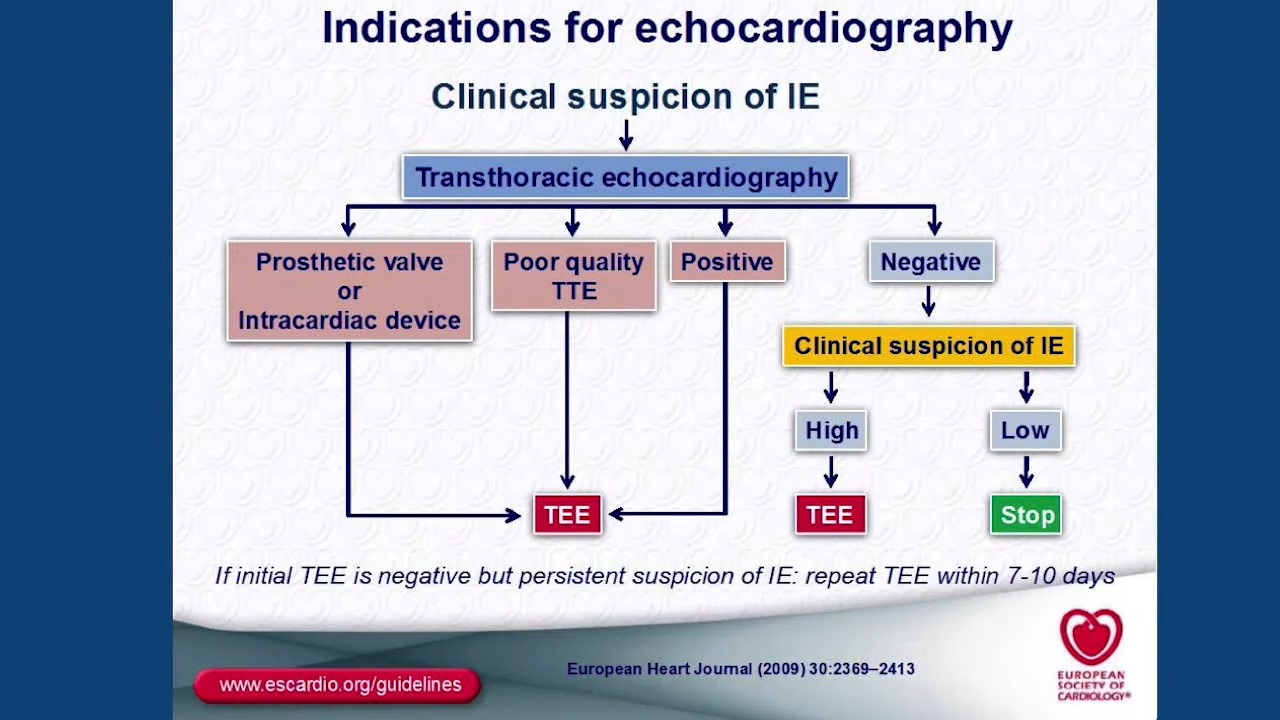 Indications for echocardiography
Clinical suspicion of IE
Transthoracic echocardiography
Prosthetic valve
or
Intracardiac device
Poor quality
TTE
Positive
Negative
Clinical suspicion of IE
High
Low
TEE
TEE
Stop
If initial TEE is negative but persistent suspicion of IE: repeat TEE within 7-10 days
European Heart Journal (2009) 30:2369–2413
www.escardio.org/guidelines
EUROPEAN
SOCIETY OF
CARDIOLOGY®